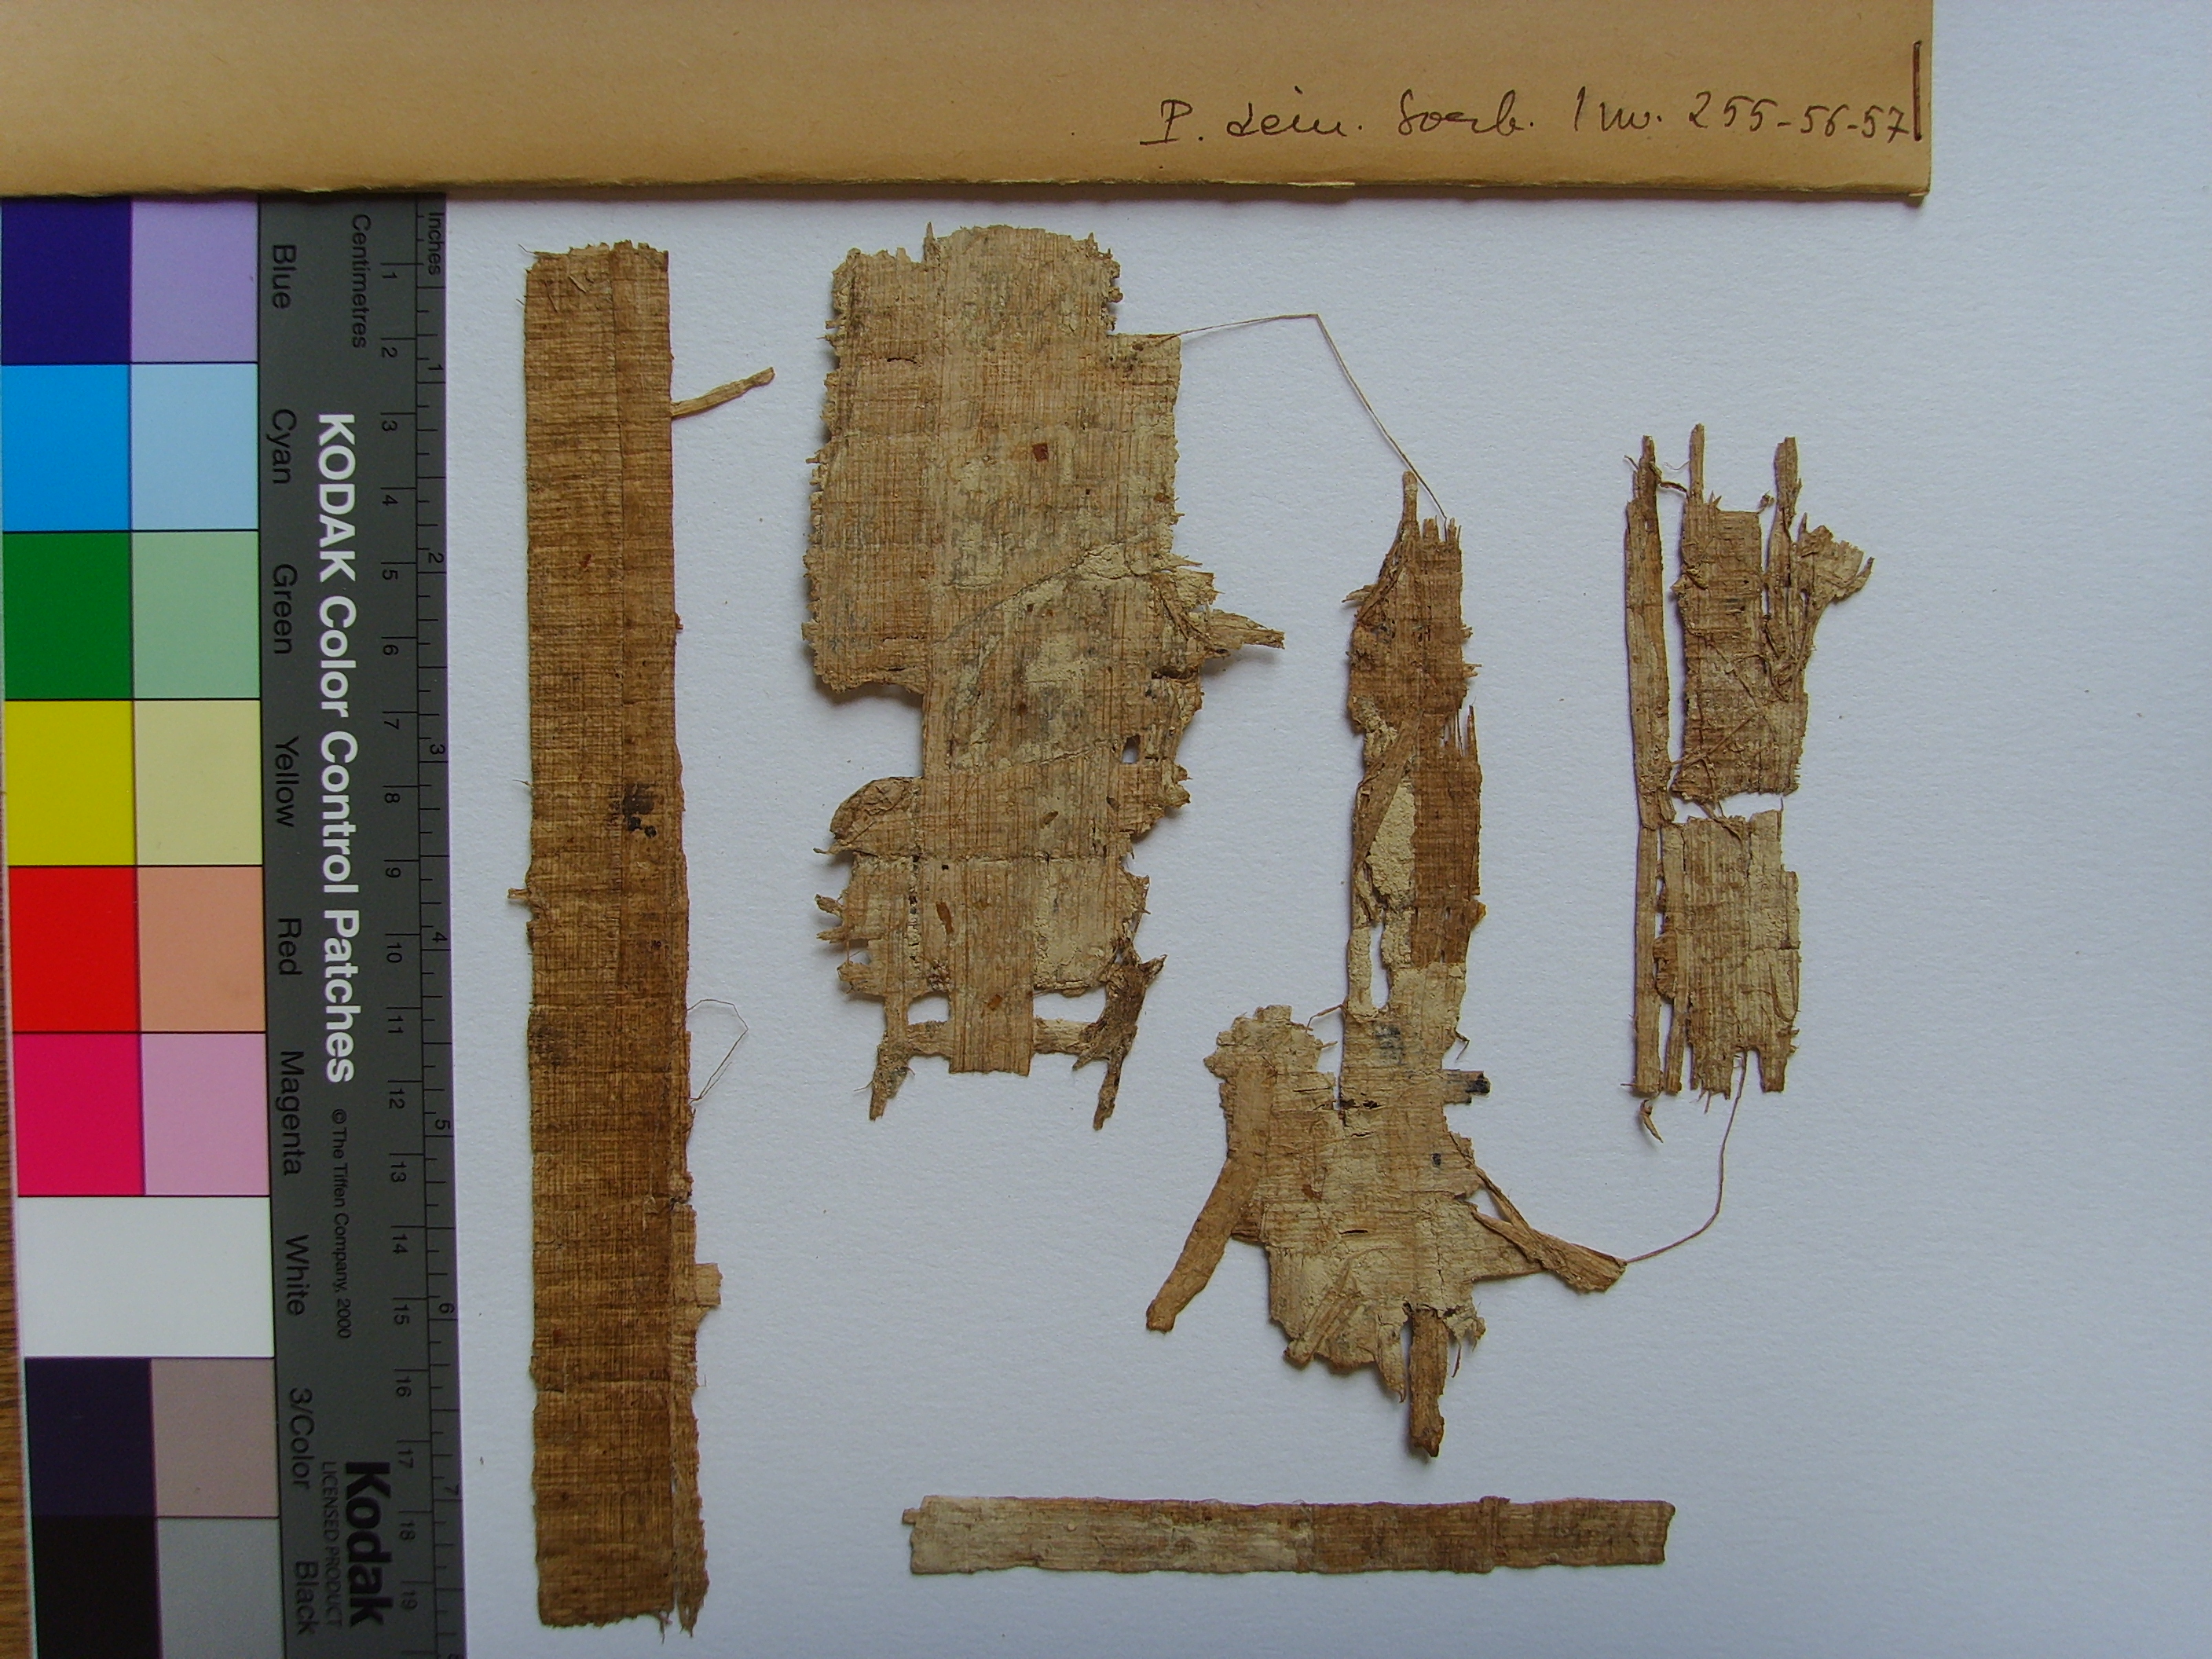 P. dem. Sorb. Inv. 255-56-57
Inches
Centimetres
1 2 3 4 5 6 7 8 9 10 11 12 13 14 15 16 17 18 19
1 2 3 4 5 6 7
KODAK Color Control Patches © The Tiffen Company, 2000
Kodak
LICENSED PRODUCT
Blue Cyan Green Yellow Red Magenta White 3/Color Black